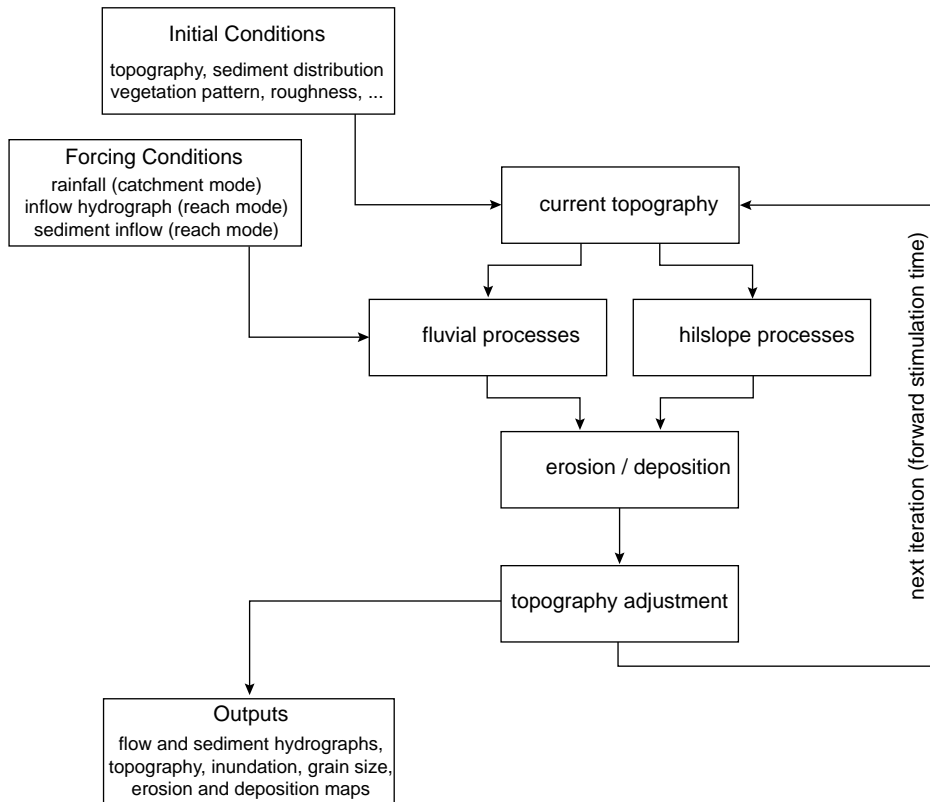 Initial Conditions
topography, sediment distribution
vegetation pattern, roughness, ...
Forcing Conditions
rainfall (catchment mode)
inflow hydrograph (reach mode)
sediment inflow (reach mode)
current topography
fluvial processes
hilslope processes
erosion / deposition
topography adjustment
next iteration (forward stimulation time)
Outputs
flow and sediment hydrographs,
topography, inundation, grain size,
erosion and deposition maps